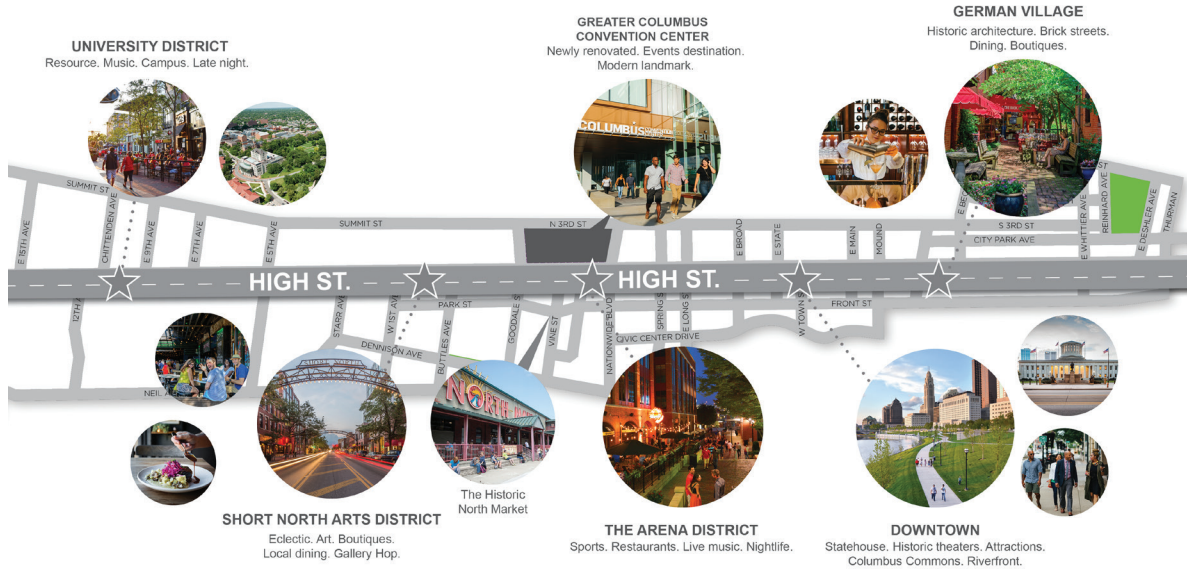 UNIVERSITY DISTRICT
Resource. Music. Campus. Late night.
GREATER COLUMBUS
CONVENTION CENTER
Newly renovated. Events destination.
Modern landmark.
GERMAN VILLAGE
Historic architecture. Brick streets.
Dining. Boutiques.
COLUMBUS
SUMMIT ST
E 15TH AVE
CHITTENDEN AVE
E 9TH AVE
E 7TH AVE
E 5TH AVE
SUMMIT ST
N 3RD ST
E BROAD
E STATE
E MAIN
MOUND
S 3RD ST
CITY PARK AVE
E WHITTIER AVE
REINHARD AVE
ST
E DESHLER AVE
THURMAN
HIGH ST.
HIGH ST.
12TH A
STARR AVE
W 1ST AVE
PARK ST
BUTTLES AVE
DENNISON AVE
GOODALE S
VINE ST
NATIONWIDE BLVD
SPRING S
E LONG S
CIVIC CENTER DRIVE
W TOWN S
FRONT ST
NEIL A
SHORT NORTH
NORTH
The Historic
North Market
SHORT NORTH ARTS DISTRICT
Eclectic. Art. Boutiques.
Local dining. Gallery Hop.
THE ARENA DISTRICT
Sports. Restaurants. Live music. Nightlife.
DOWNTOWN
Statehouse. Historic theaters. Attractions.
Columbus Commons. Riverfront.